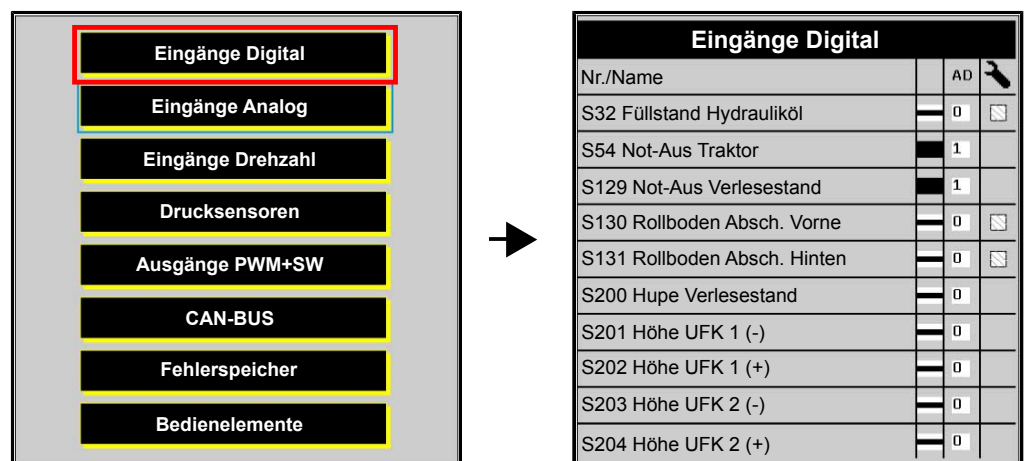 Eingänge Digital
Eingänge Analog
Eingänge Drehzahl
Drucksensoren
Ausgänge PWM+SW
CAN-BUS
Fehlerspeicher
Bedienelemente
Eingänge Digital
Nr./Name AD
S32 Füllstand Hydrauliköl 0
S54 Not-Aus Traktor 1
S129 Not-Aus Verlesestand 1
S130 Rollboden Absch. Vorne 0
S131 Rollboden Absch. Hinten 0
S200 Hupe Verlesestand 0
S201 Höhe UFK 1 (-) 0
S202 Höhe UFK 1 (+) 0
S203 Höhe UFK 2 (-) 0
S204 Höhe UFK 2 (+) 0